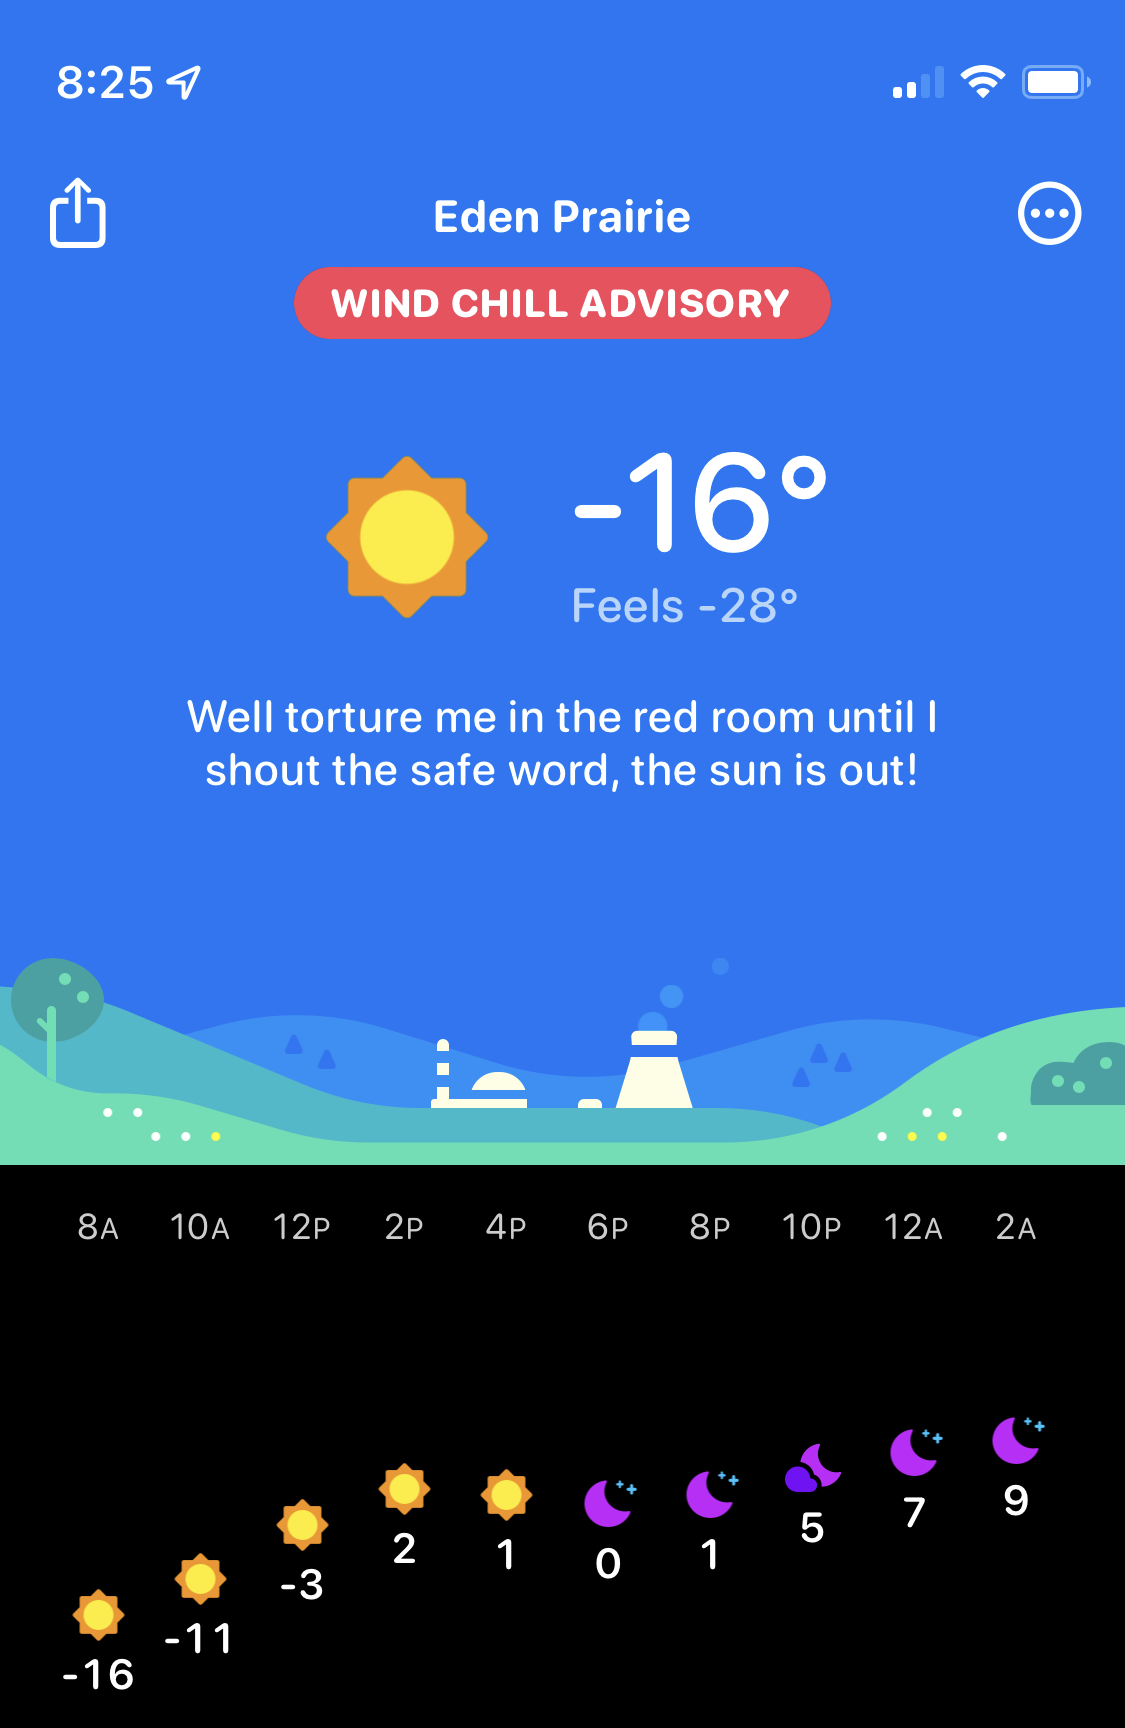 8:25
Eden Prairie
WIND CHILL ADVISORY
-16°
Feels -28°
Well torture me in the red room until I
shout the safe word, the sun is out!
8A 10A 12P 2P 4P 6P 8P 10P 12A 2A
-16 -11 -3 2 1 0 1 5 7 9